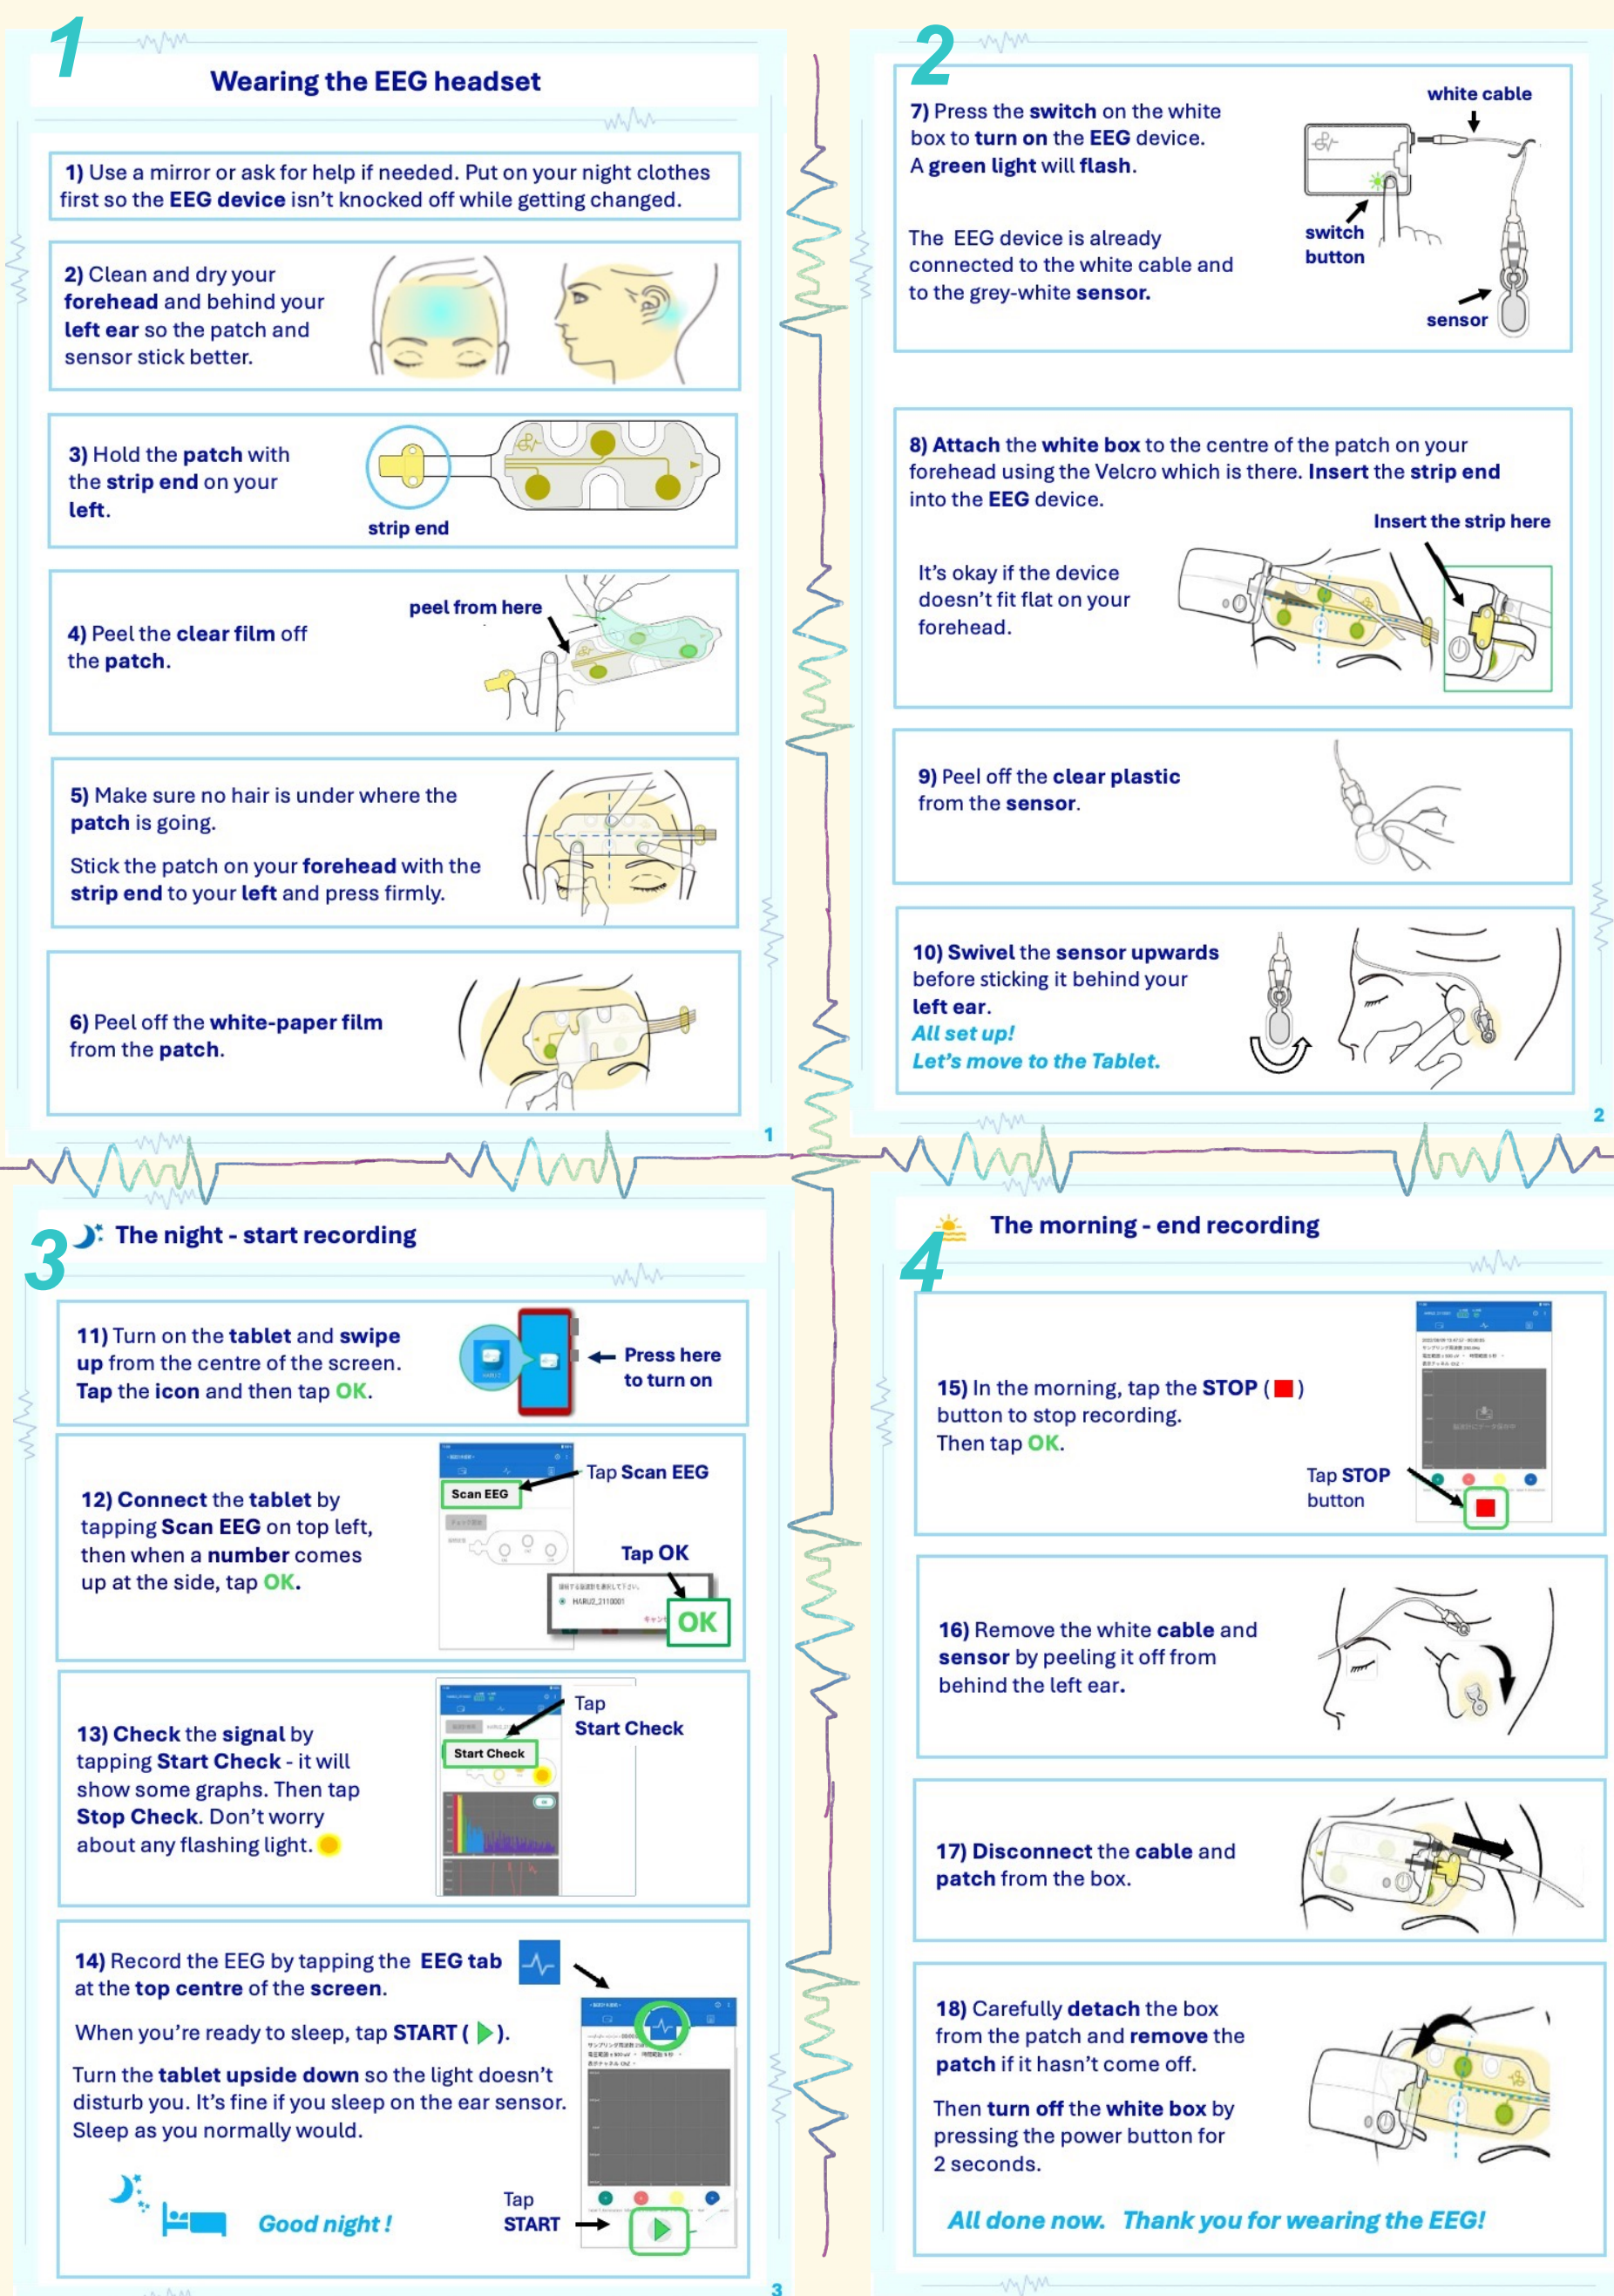 1
Wearing the EEG headset
1) Use a mirror or ask for help if needed. Put on your night clothes
first so the EEG device isn't knocked off while getting changed.
2) Clean and dry your
forehead and behind your
left ear so the patch and
sensor stick better.
3) Hold the patch with
the strip end on your
left.
strip end
peel from here
4) Peel the clear film off
the patch.
5) Make sure no hair is under where the
patch is going.
Stick the patch on your forehead with the
strip end to your left and press firmly.
6) Peel off the white-paper film
from the patch.
1
2
7) Press the switch on the white
box to turn on the EEG device.
A green light will flash.
white cable
The EEG device is already
connected to the white cable and
to the grey-white sensor.
switch
button
sensor
8) Attach the white box to the centre of the patch on your
forehead using the Velcro which is there. Insert the strip end
into the EEG device.
Insert the strip here
It's okay if the device
doesn't fit flat on your
forehead.
9) Peel off the clear plastic
from the sensor.
10) Swivel the sensor upwards
before sticking it behind your
left ear.
All set up!
Let's move to the Tablet.
2
3
The night - start recording
11) Turn on the tablet and swipe
up from the centre of the screen.
Tap the icon and then tap OK.
Press here
to turn on
12) Connect the tablet by
tapping Scan EEG on top left,
then when a number comes
up at the side, tap OK.
Tap Scan EEG
Scan EEG
Tap OK
接続する脳波計を選択して下さい。
HARU2_2110001
OK
13) Check the signal by
tapping Start Check - it will
show some graphs. Then tap
Stop Check. Don't worry
about any flashing light.
Tap
Start Check
Start Check
14) Record the EEG by tapping the EEG tab
at the top centre of the screen.
When you're ready to sleep, tap START ( ).
Turn the tablet upside down so the light doesn't
disturb you. It's fine if you sleep on the ear sensor.
Sleep as you normally would.
Good night !
Tap
START
3
4
The morning - end recording
15) In the morning, tap the STOP ( )
button to stop recording.
Then tap OK.
Tap STOP
button
16) Remove the white cable and
sensor by peeling it off from
behind the left ear.
17) Disconnect the cable and
patch from the box.
18) Carefully detach the box
from the patch and remove the
patch if it hasn't come off.
Then turn off the white box by
pressing the power button for
2 seconds.
All done now. Thank you for wearing the EEG!